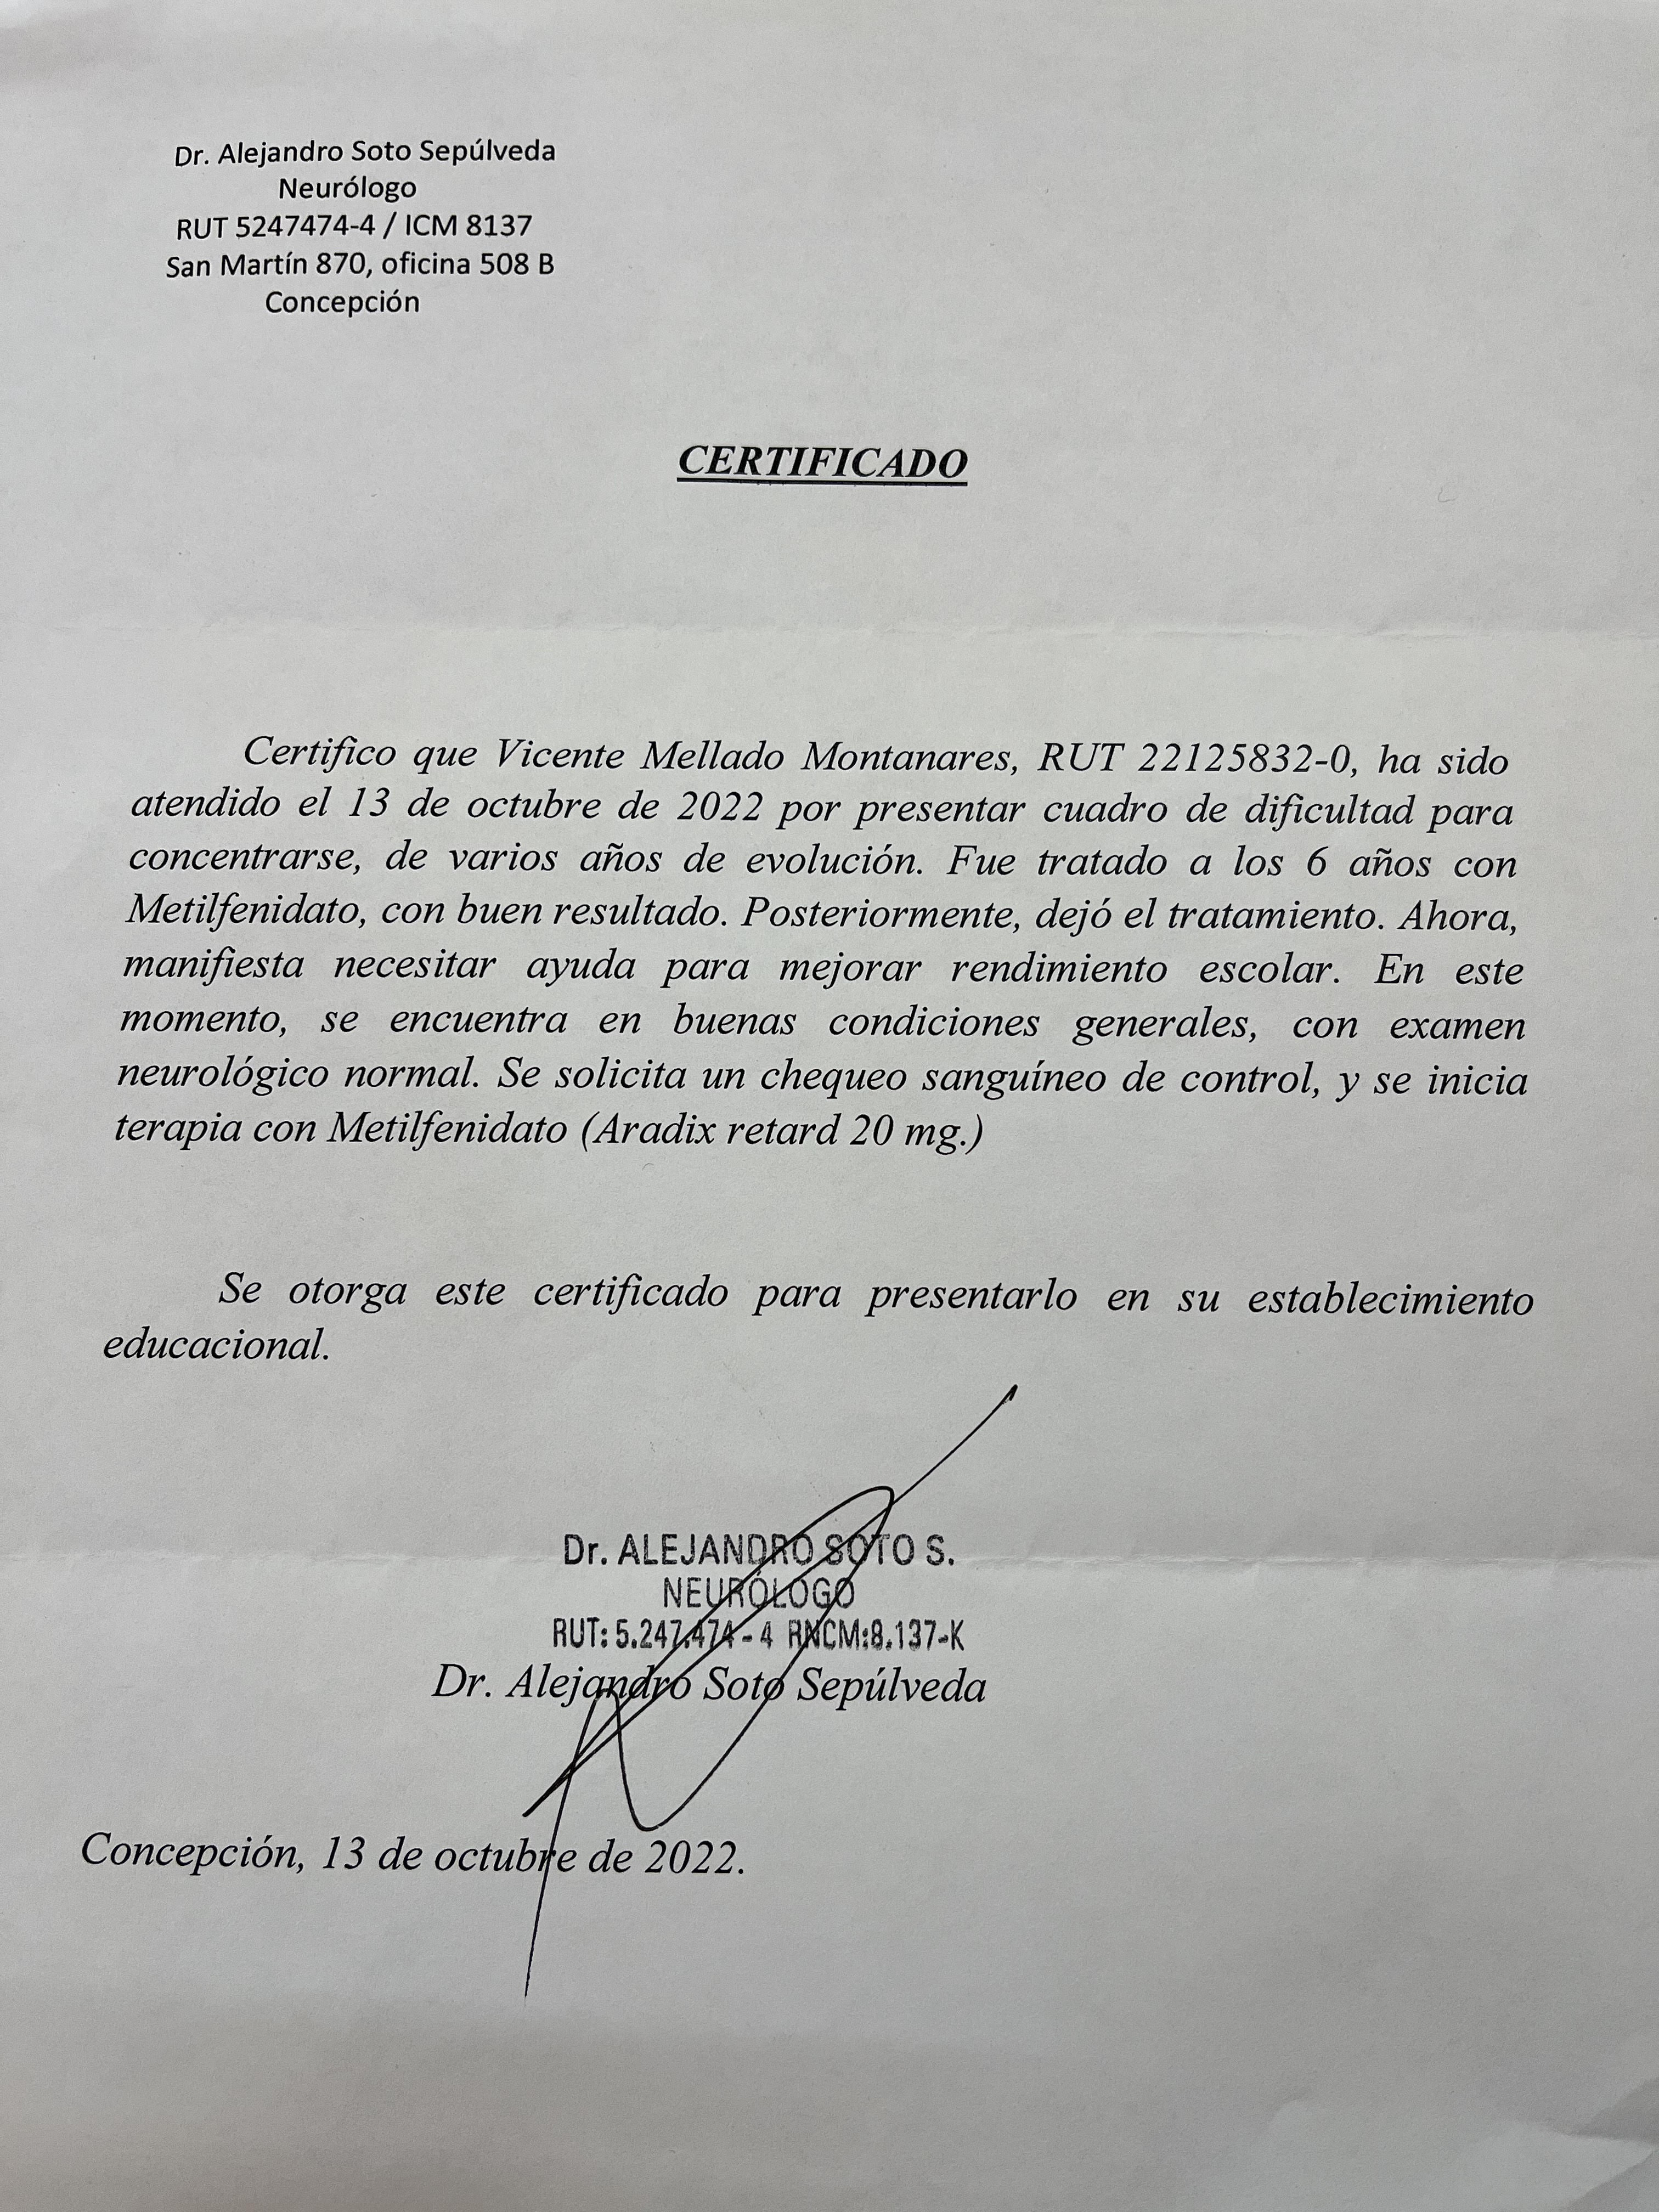 Dr. Alejandro Soto Sepúlveda
Neurólogo
RUT 5247474-4 / ICM 8137
San Martín 870, oficina 508 B
Concepción
CERTIFICADO
Certifico que Vicente Mellado Montanares, RUT 22125832-0, ha sido
atendido el 13 de octubre de 2022 por presentar cuadro de dificultad para
concentrarse, de varios años de evolución. Fue tratado a los 6 años con
Metilfenidato, con buen resultado. Posteriormente, dejó el tratamiento. Ahora,
manifiesta necesitar ayuda para mejorar rendimiento escolar. En este
momento, se encuentra en buenas condiciones generales, con examen
neurológico normal. Se solicita un chequeo sanguíneo de control, y se inicia
terapia con Metilfenidato (Aradix retard 20 mg.)
Se otorga este certificado para presentarlo en su establecimiento
educacional.
Dr. ALEJANDRO SOTO S.
NEURÓLOGO
RUT: 5.247.474 - 4 RNCM:8.137-K
Dr. Alejandro Soto Sepúlveda
Concepción, 13 de octubre de 2022.